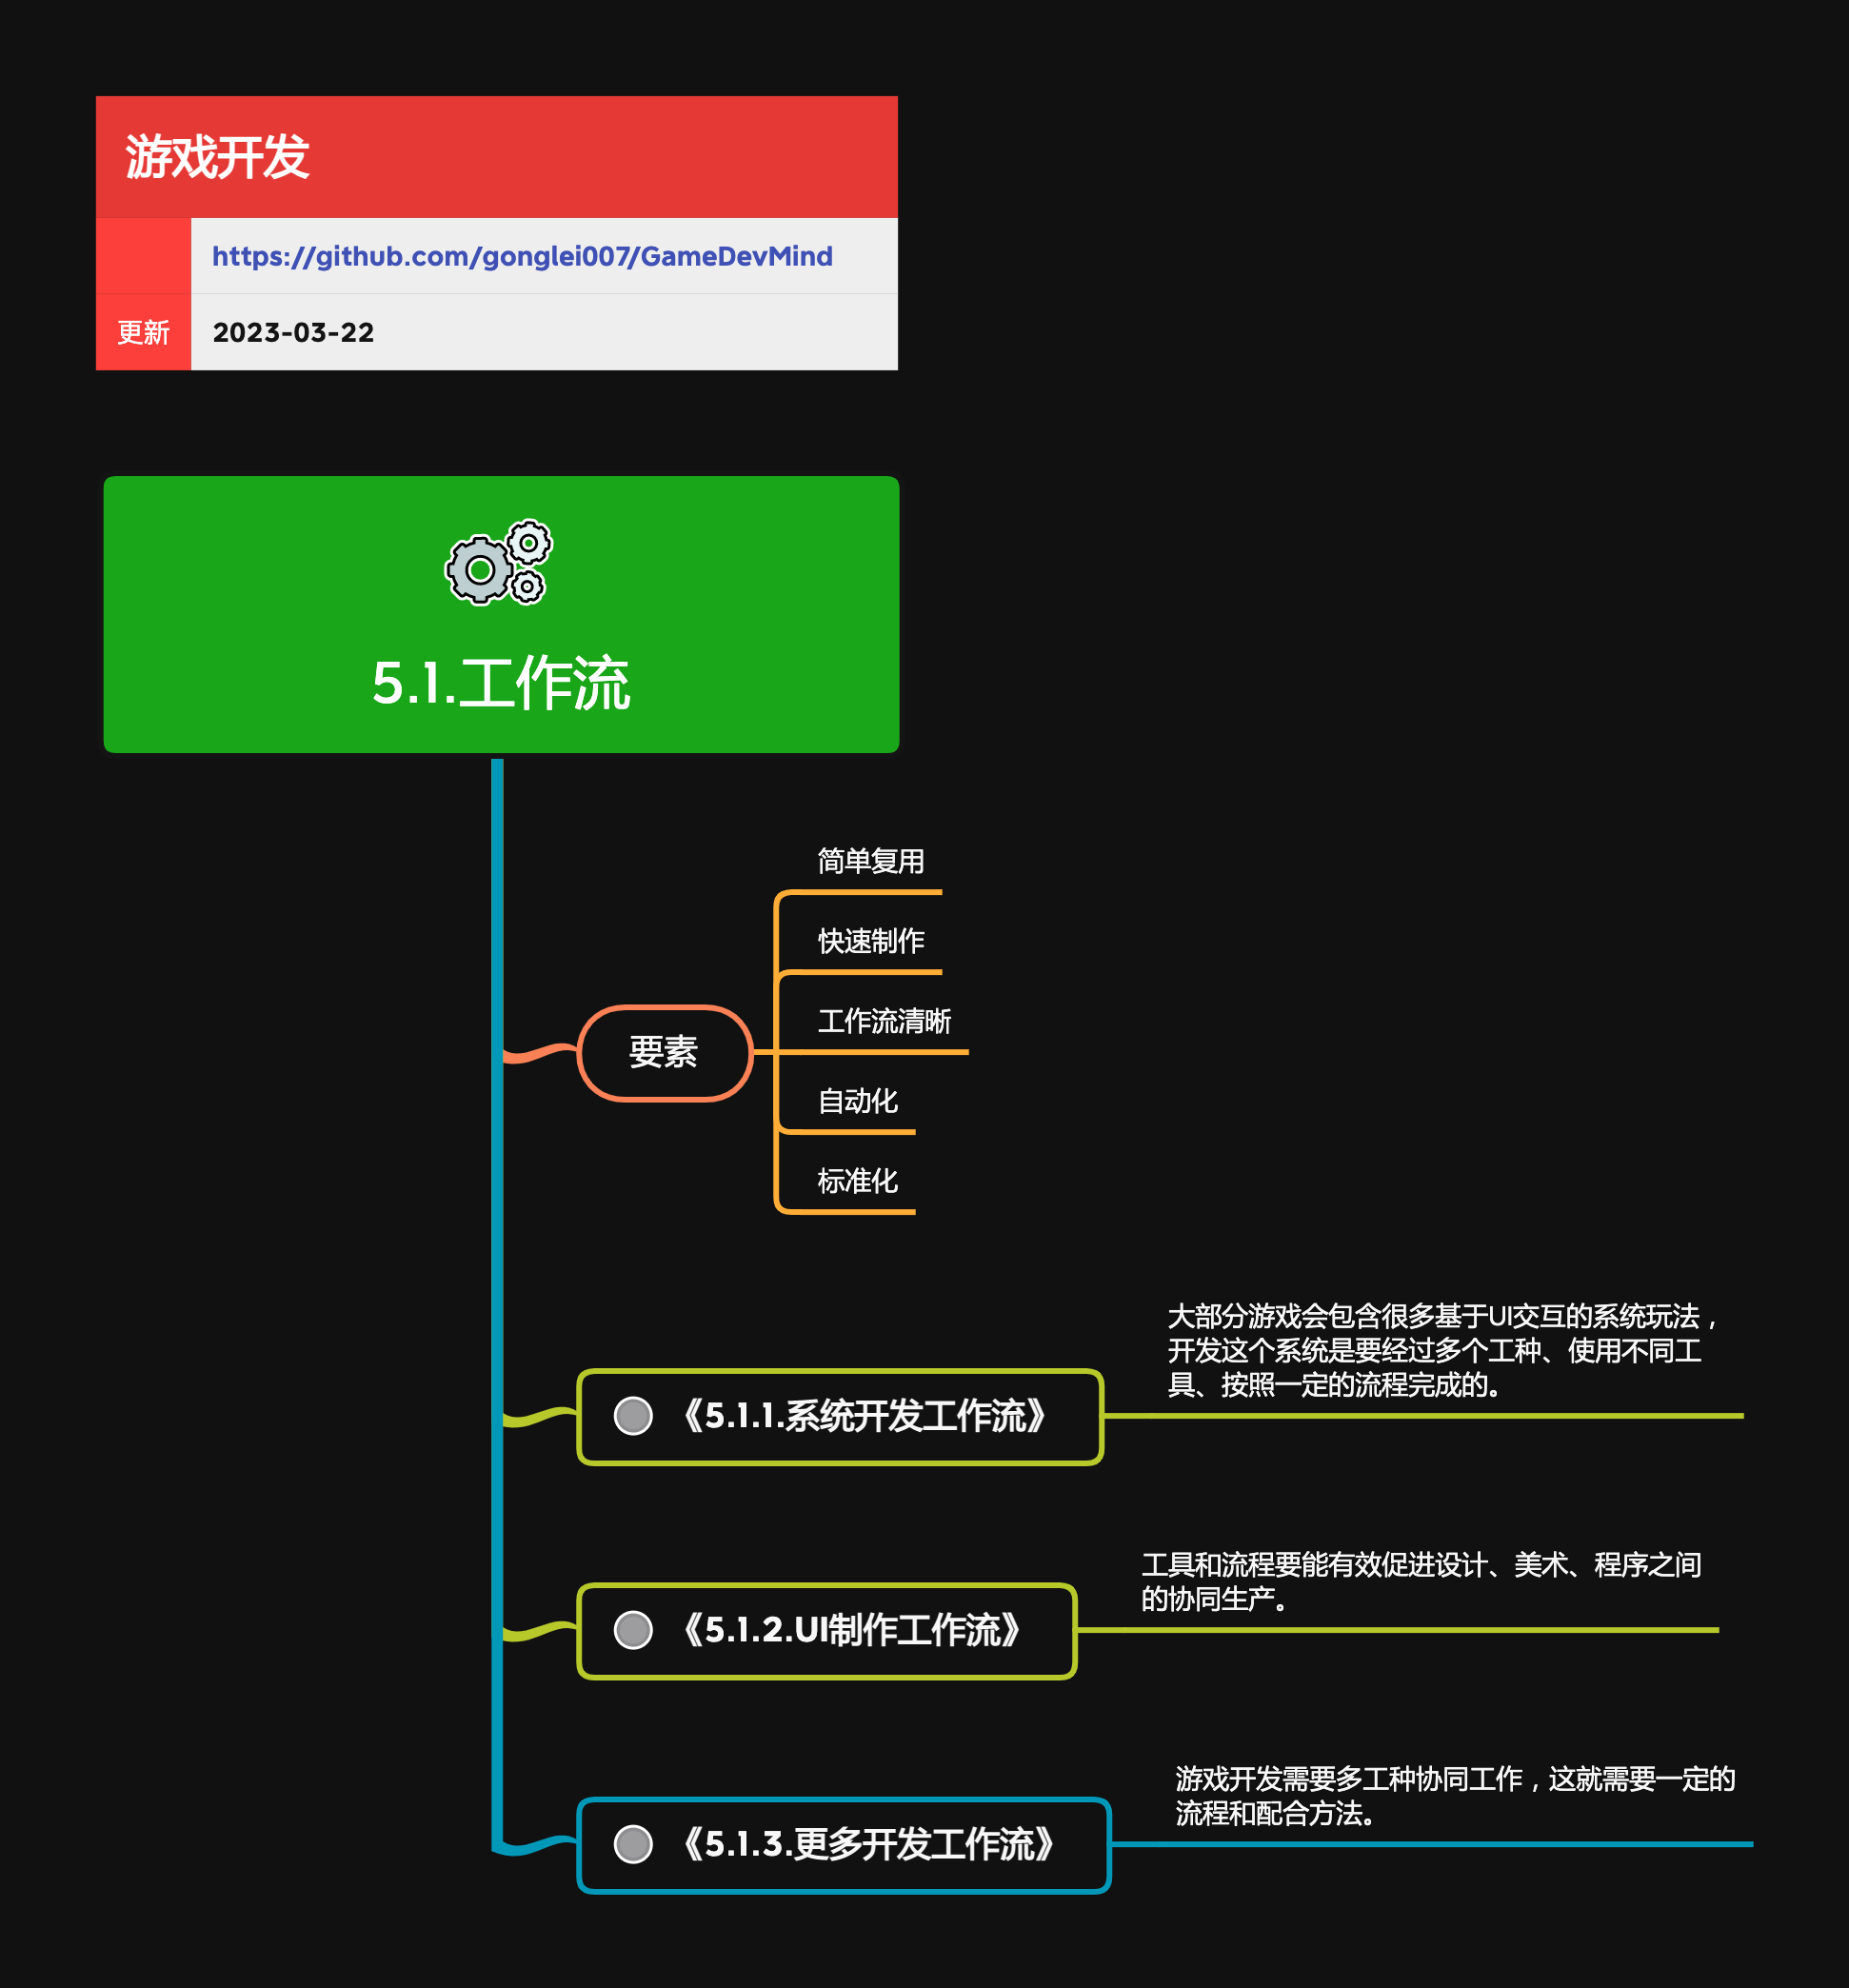 游戏开发
https://github.com/gonglei007/GameDevMind
更新
2023-03-22
5.1.工作流
要素
简单复用
快速制作
工作流清晰
自动化
标准化
《5.1.1.系统开发工作流》
大部分游戏会包含很多基于UI交互的系统玩法，
开发这个系统是要经过多个工种、使用不同工
具、按照一定的流程完成的。
《5.1.2.UI制作工作流》
工具和流程要能有效促进设计、美术、程序之间
的协同生产。
《5.1.3.更多开发工作流》
游戏开发需要多工种协同工作，这就需要一定的
流程和配合方法。